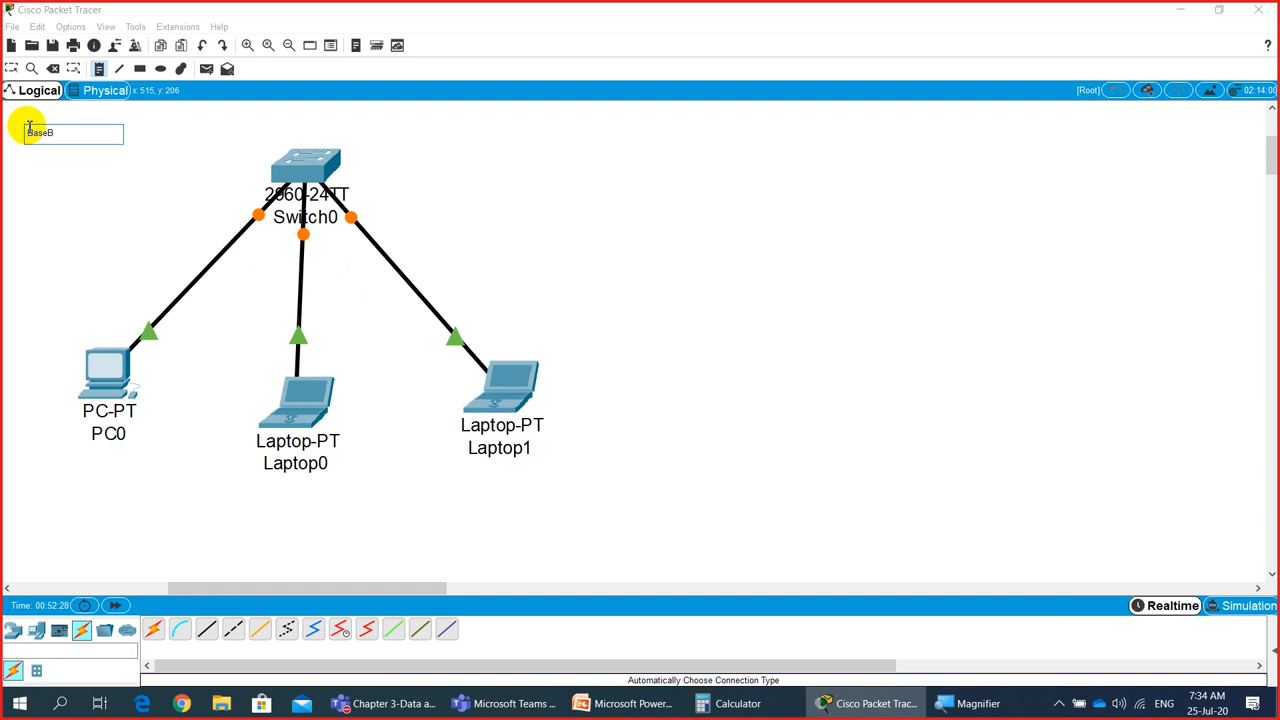 Cisco Packet Tracer
File Edit Options View Tools Extensions Help
?
Logical Physical x: 515, y: 206 [Root] 02:14:00
BaseB
2960-24TT
Switch0
PC-PT
PC0
Laptop-PT
Laptop0
Laptop-PT
Laptop1
Time: 00:52:28 Realtime Simulation
Automatically Choose Connection Type
Chapter 3-Data a... Microsoft Teams ... Microsoft Power... Calculator Cisco Packet Trac... Magnifier ENG 7:34 AM
25-Jul-20